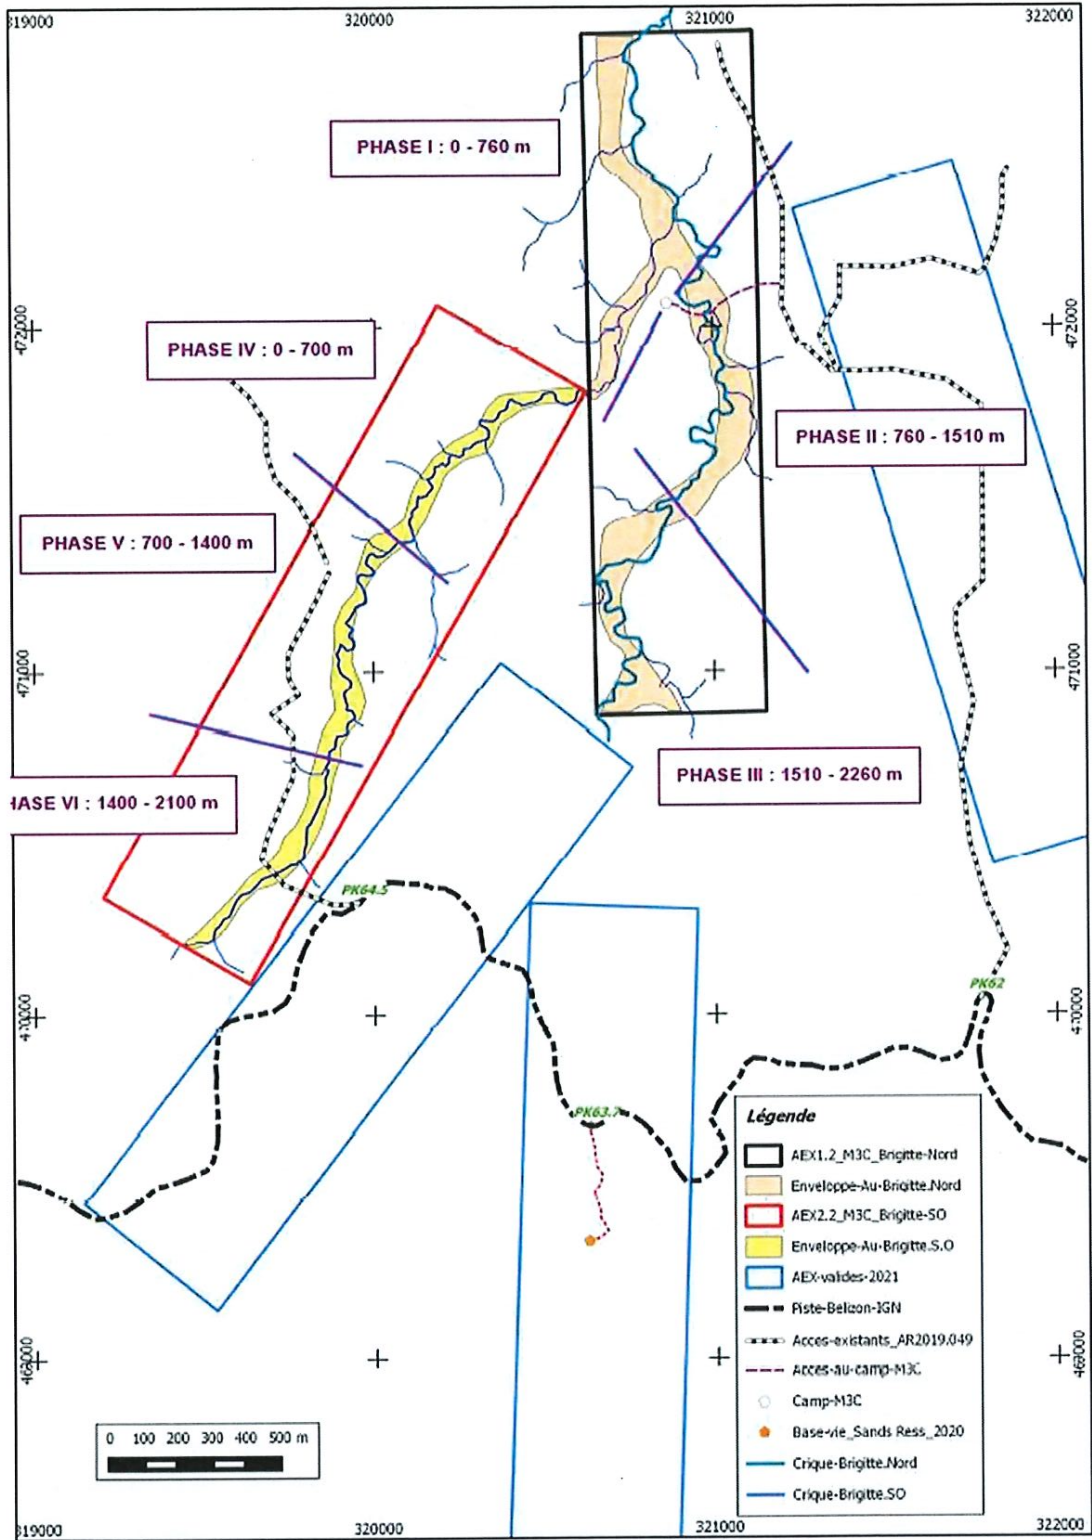 319000
320000
321000
322000
PHASE I : 0 - 760 m
472000
472000
PHASE IV : 0 - 700 m
PHASE II : 760 - 1510 m
PHASE V : 700 - 1400 m
471000
471000
PHASE III : 1510 - 2260 m
HASE VI : 1400 - 2100 m
PK64.5
PK62
470000
470000
PK63.7
Légende
AEX1.2_M3C_Brigitte-Nord
Enveloppe-Au-Brigitte.Nord
AEX2.2_M3C_Brigitte-SO
Enveloppe-Au-Brigitte.S.O
AEX-valides-2021
Piste-Belizon-IGN
Acces-existants_AR2019.049
Acces-au-camp-M3C
Camp-M3C
Base-vie_Sands Ress_2020
Crique-Brigitte.Nord
Crique-Brigitte.SO
469000
469000
0 100 200 300 400 500 m
319000
320000
321000
322000